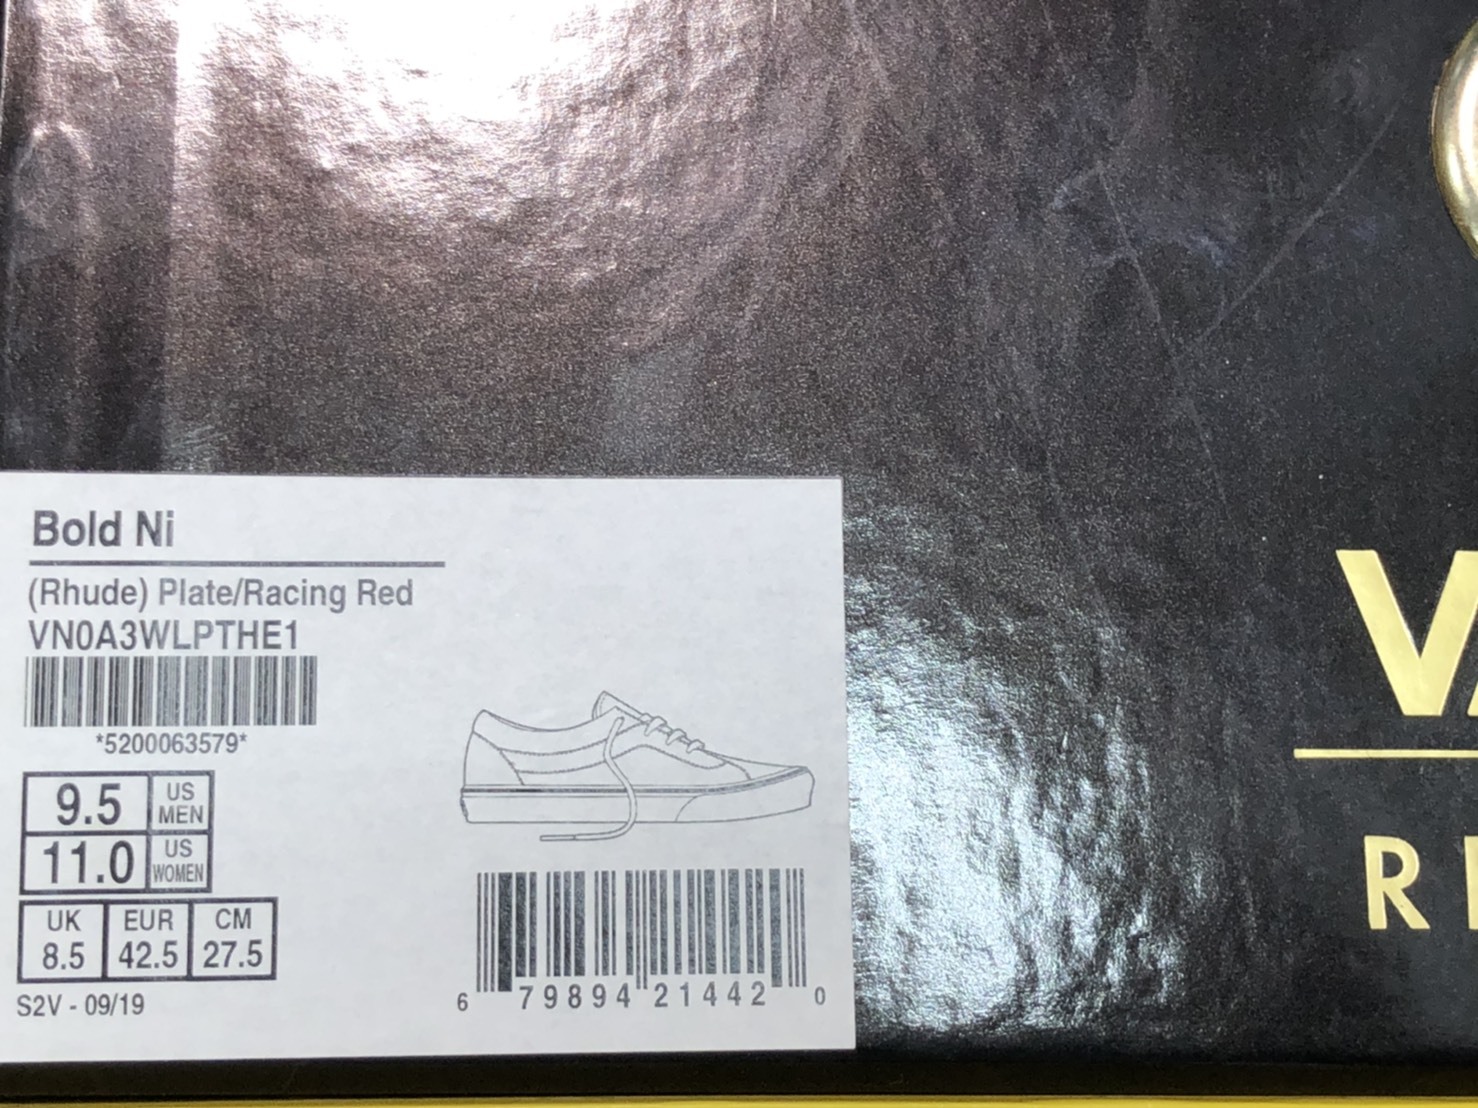 Bold Ni
(Rhude) Plate/Racing Red
VN0A3WLPTHE1
*5200063579*
9.5 US MEN
11.0 US WOMEN
UK EUR CM
8.5 42.5 27.5
S2V - 09/19
6 79894 21442 0